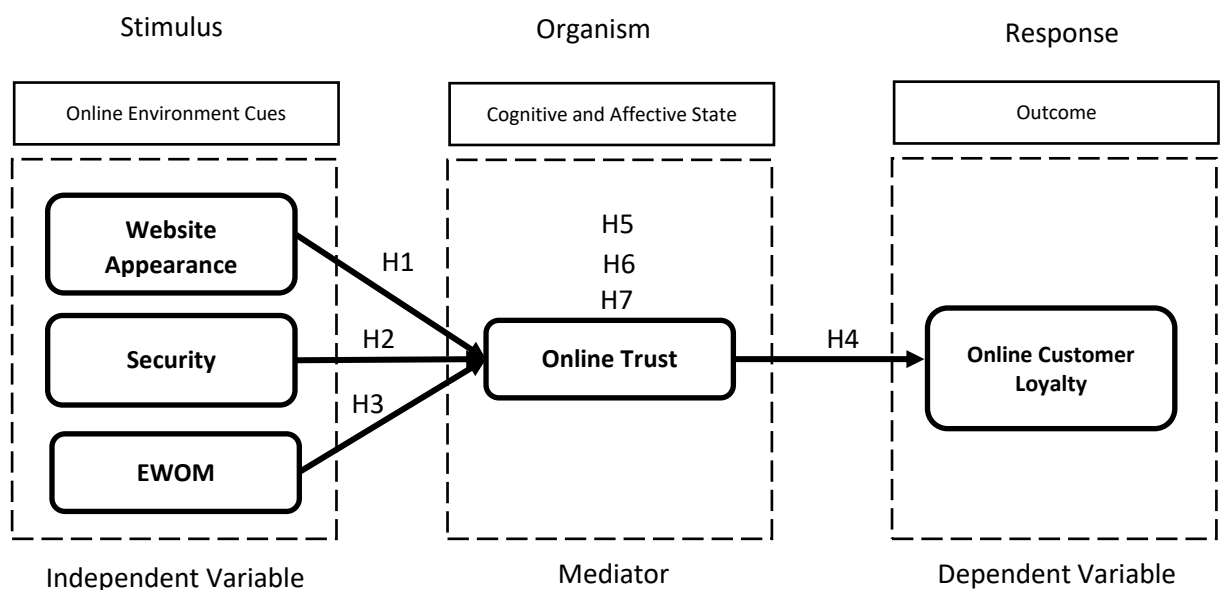 Stimulus
Organism
Response
Online Environment Cues
Cognitive and Affective State
Outcome
Website
Appearance
H1
H5
H6
H7
Security
H2
Online Trust
H4
Online Customer
Loyalty
H3
EWOM
Independent Variable
Mediator
Dependent Variable